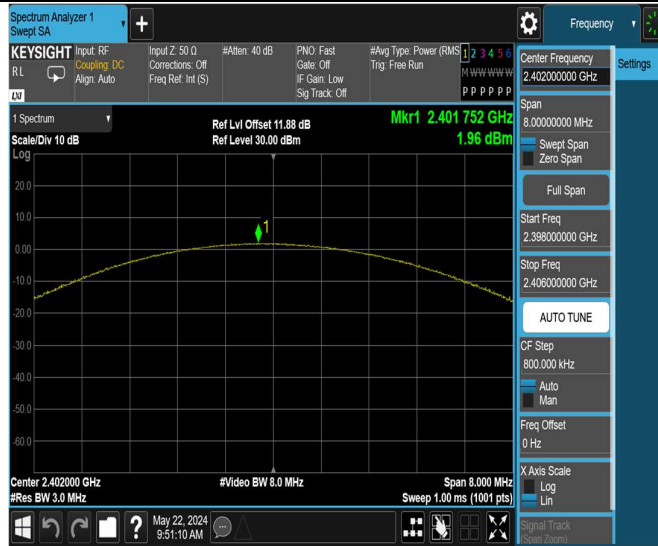 Spectrum Analyzer 1
Swept SA
+
Frequency
KEYSIGHT
RL
LXI
Input: RF
Coupling: DC
Align: Auto
Input Z: 50 Ω
Corrections: Off
Freq Ref: Int (S)
#Atten: 40 dB
PNO: Fast
Gate: Off
IF Gain: Low
Sig Track: Off
#Avg Type: Power (RMS
Trig: Free Run
1 2 3 4 5 6
M W W W W W
P P P P P P
Center Frequency
2.402000000 GHz
Settings
1 Spectrum
Scale/Div 10 dB
Log
Ref Lvl Offset 11.88 dB
Ref Level 30.00 dBm
Mkr1 2.401 752 GHz
1.96 dBm
Span
8.00000000 MHz
Swept Span
Zero Span
Full Span
Start Freq
2.398000000 GHz
Stop Freq
2.406000000 GHz
AUTO TUNE
CF Step
800.000 kHz
Auto
Man
Freq Offset
0 Hz
X Axis Scale
Log
Lin
Signal Track
(Span Zoom)
20.0
10.0
1
0.00
-10.0
-20.0
-30.0
-40.0
-50.0
-60.0
Center 2.402000 GHz
#Res BW 3.0 MHz
#Video BW 8.0 MHz
Span 8.000 MHz
Sweep 1.00 ms (1001 pts)
?
May 22, 2024
9:51:10 AM